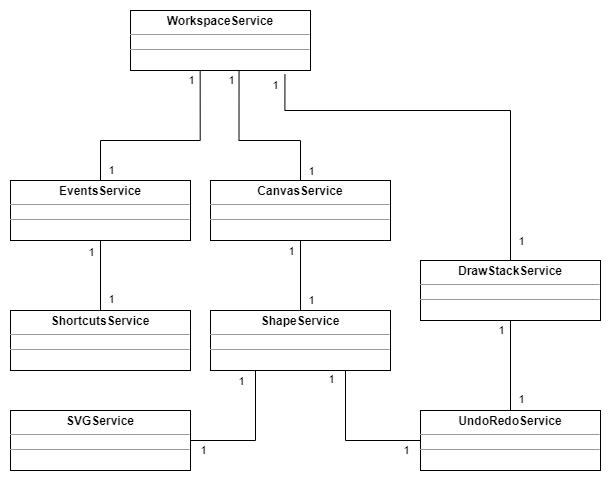 WorkspaceService
1 1 1
1 1
EventsService CanvasService
1
DrawStackService
1 1
1 1
ShortcutsService ShapeService
1
1 1
1
SVGService UndoRedoService
1 1